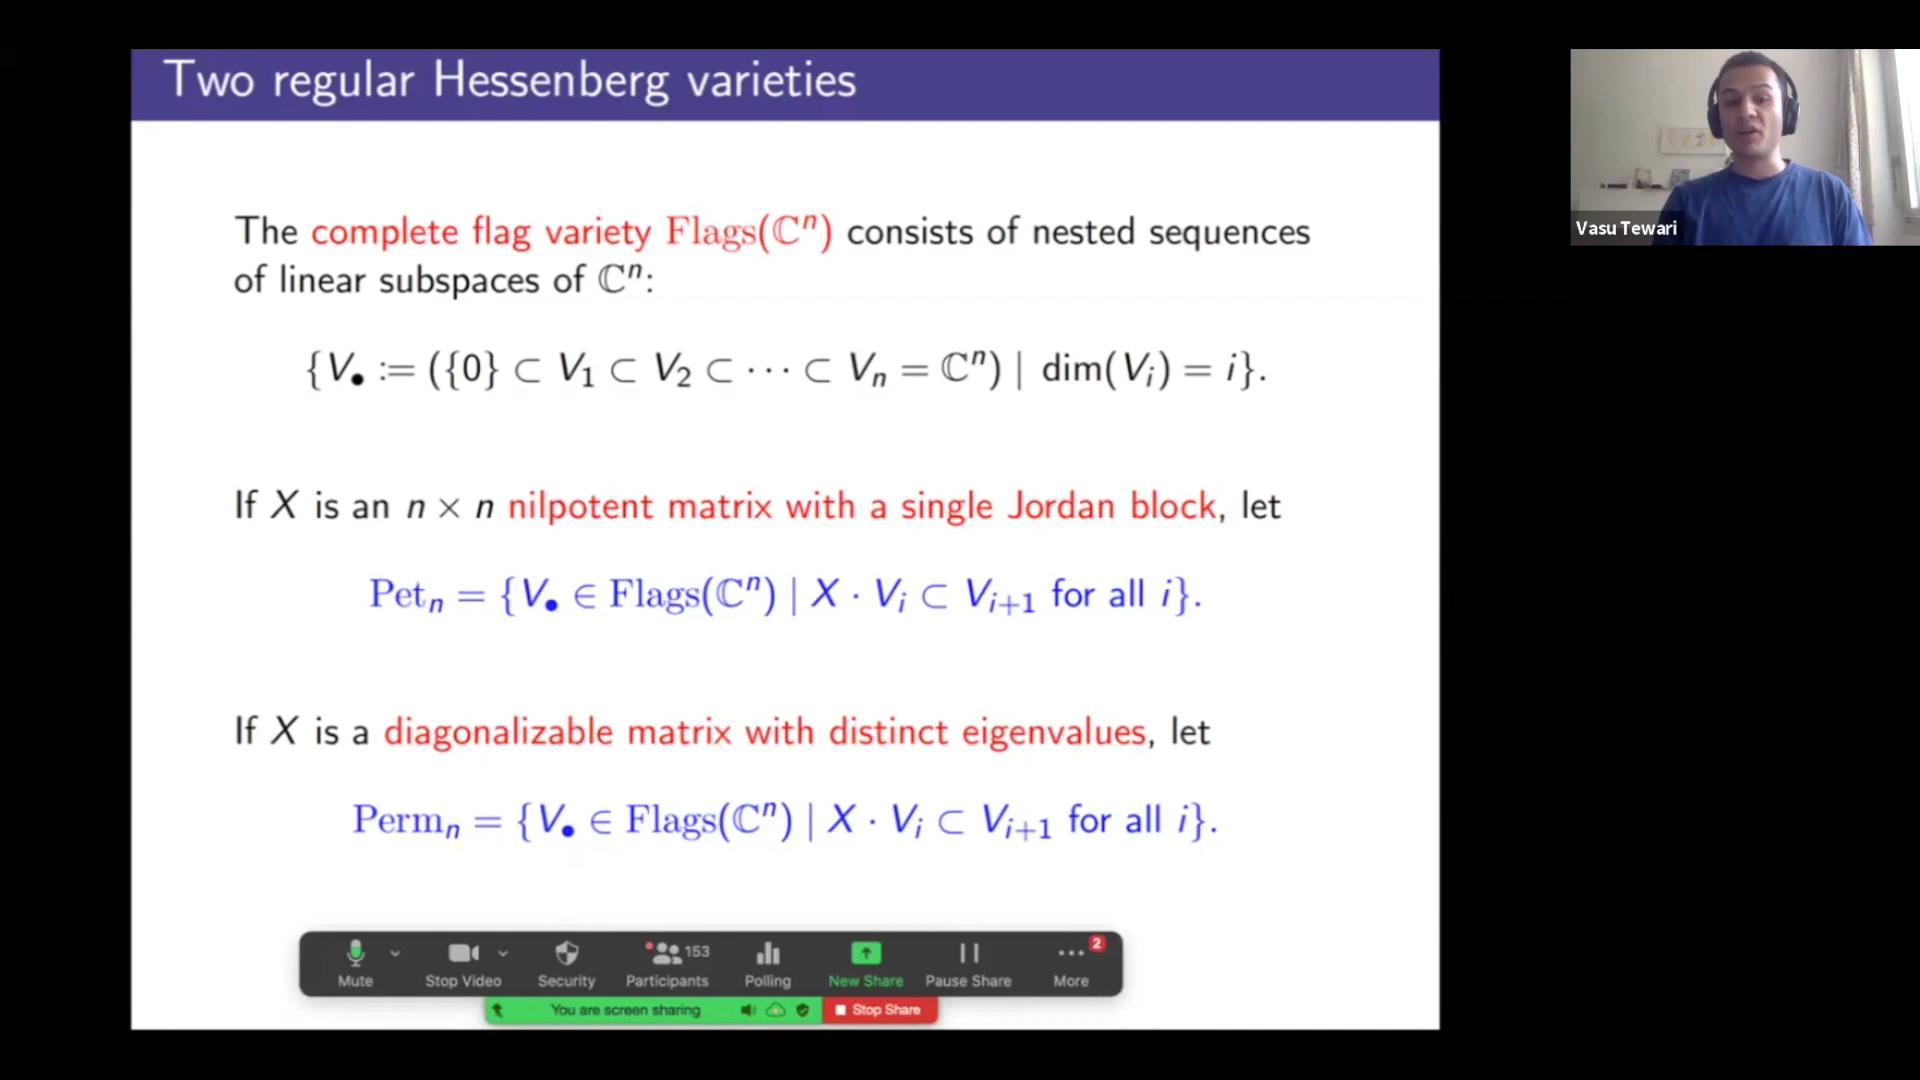 Two regular Hessenberg varieties
The complete flag variety Flags(ℂⁿ) consists of nested sequences
of linear subspaces of ℂⁿ:
{V• := ({0} ⊂ V₁ ⊂ V₂ ⊂ ⋯ ⊂ Vₙ = ℂⁿ) | dim(Vᵢ) = i}.
If X is an n × n nilpotent matrix with a single Jordan block, let
Petₙ = {V• ∈ Flags(ℂⁿ) | X · Vᵢ ⊂ Vᵢ₊₁ for all i}.
If X is a diagonalizable matrix with distinct eigenvalues, let
Permₙ = {V• ∈ Flags(ℂⁿ) | X · Vᵢ ⊂ Vᵢ₊₁ for all i}.
153 2
Mute Stop Video Security Participants Polling New Share Pause Share More
You are screen sharing Stop Share
Vasu Tewari